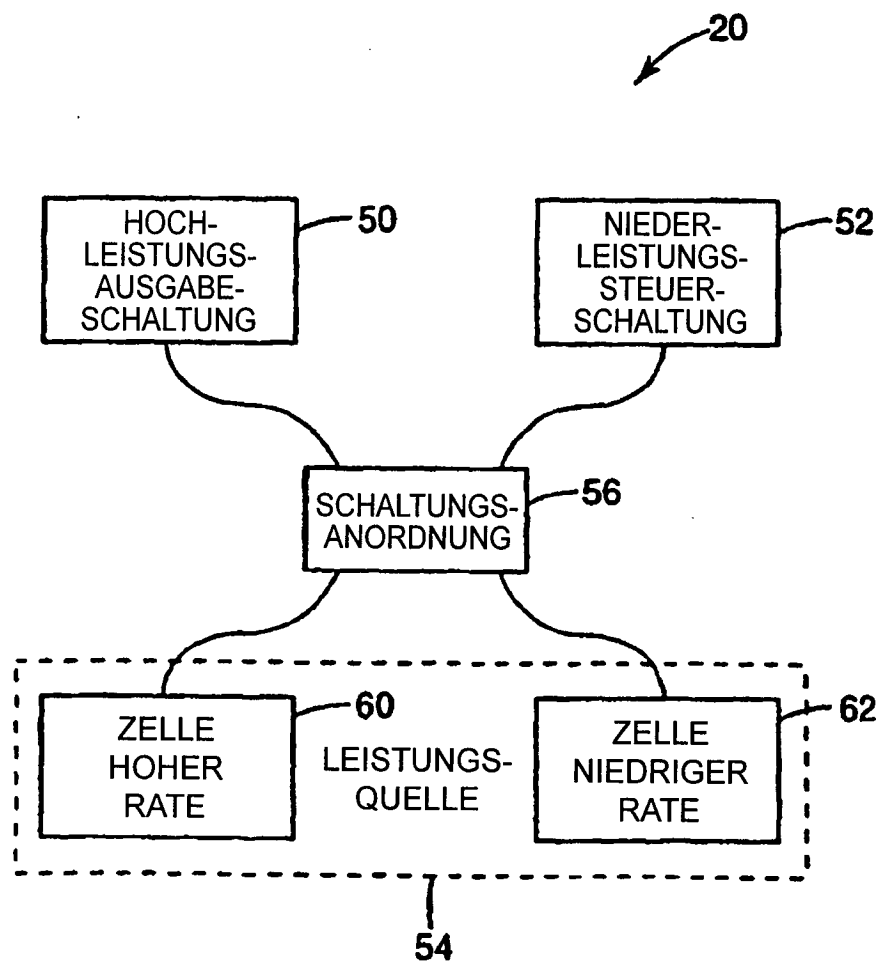 20
HOCH-
LEISTUNGS-
AUSGABE-
SCHALTUNG
50
NIEDER-
LEISTUNGS-
STEUER-
SCHALTUNG
52
SCHALTUNGS-
ANORDNUNG
56
ZELLE
HOHER
RATE
60
LEISTUNGS-
QUELLE
ZELLE
NIEDRIGER
RATE
62
54